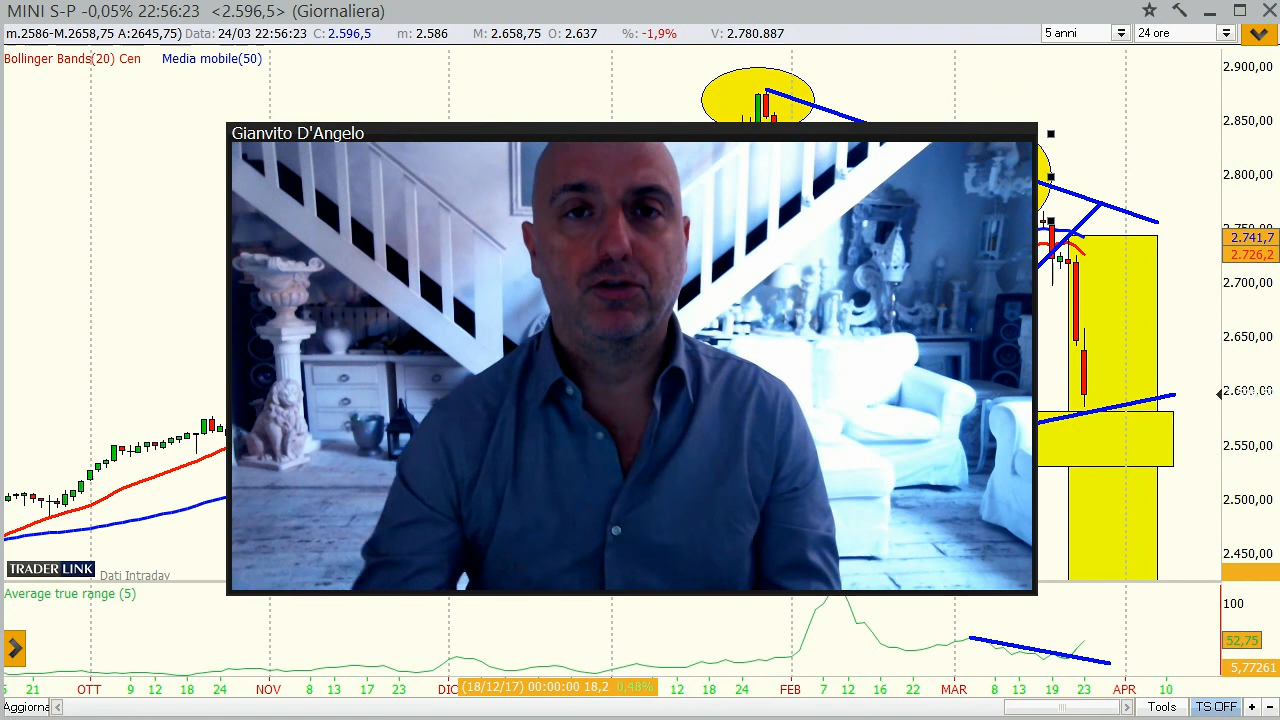 MINI S-P -0,05% 22:56:23 <2.596,5> (Giornaliera)
m.2586-M.2658,75 A:2645,75) Data: 24/03 22:56:23 C: 2.596,5 m: 2.586 M: 2.658,75 O: 2.637 %: -1,9% V: 2.780.887 5 anni 24 ore
Bollinger Bands(20) Cen Media mobile(50)
2.900,00
2.850,00
Gianvito D'Angelo
2.800,00
2.741,7
2.726,2
2.700,00
2.650,00
2.550,00
2.500,00
2.450,00
TRADER LINK Dati Intraday
Average true range (5)
100
52,75
5,77261
21 OTT 9 12 18 24 NOV 8 13 17 23 DIC (18/12/17) 00:00:00 18,2 0,48% 12 18 24 FEB 7 12 16 22 MAR 8 13 19 23 APR 10
Aggiorna Tools TS OFF + -